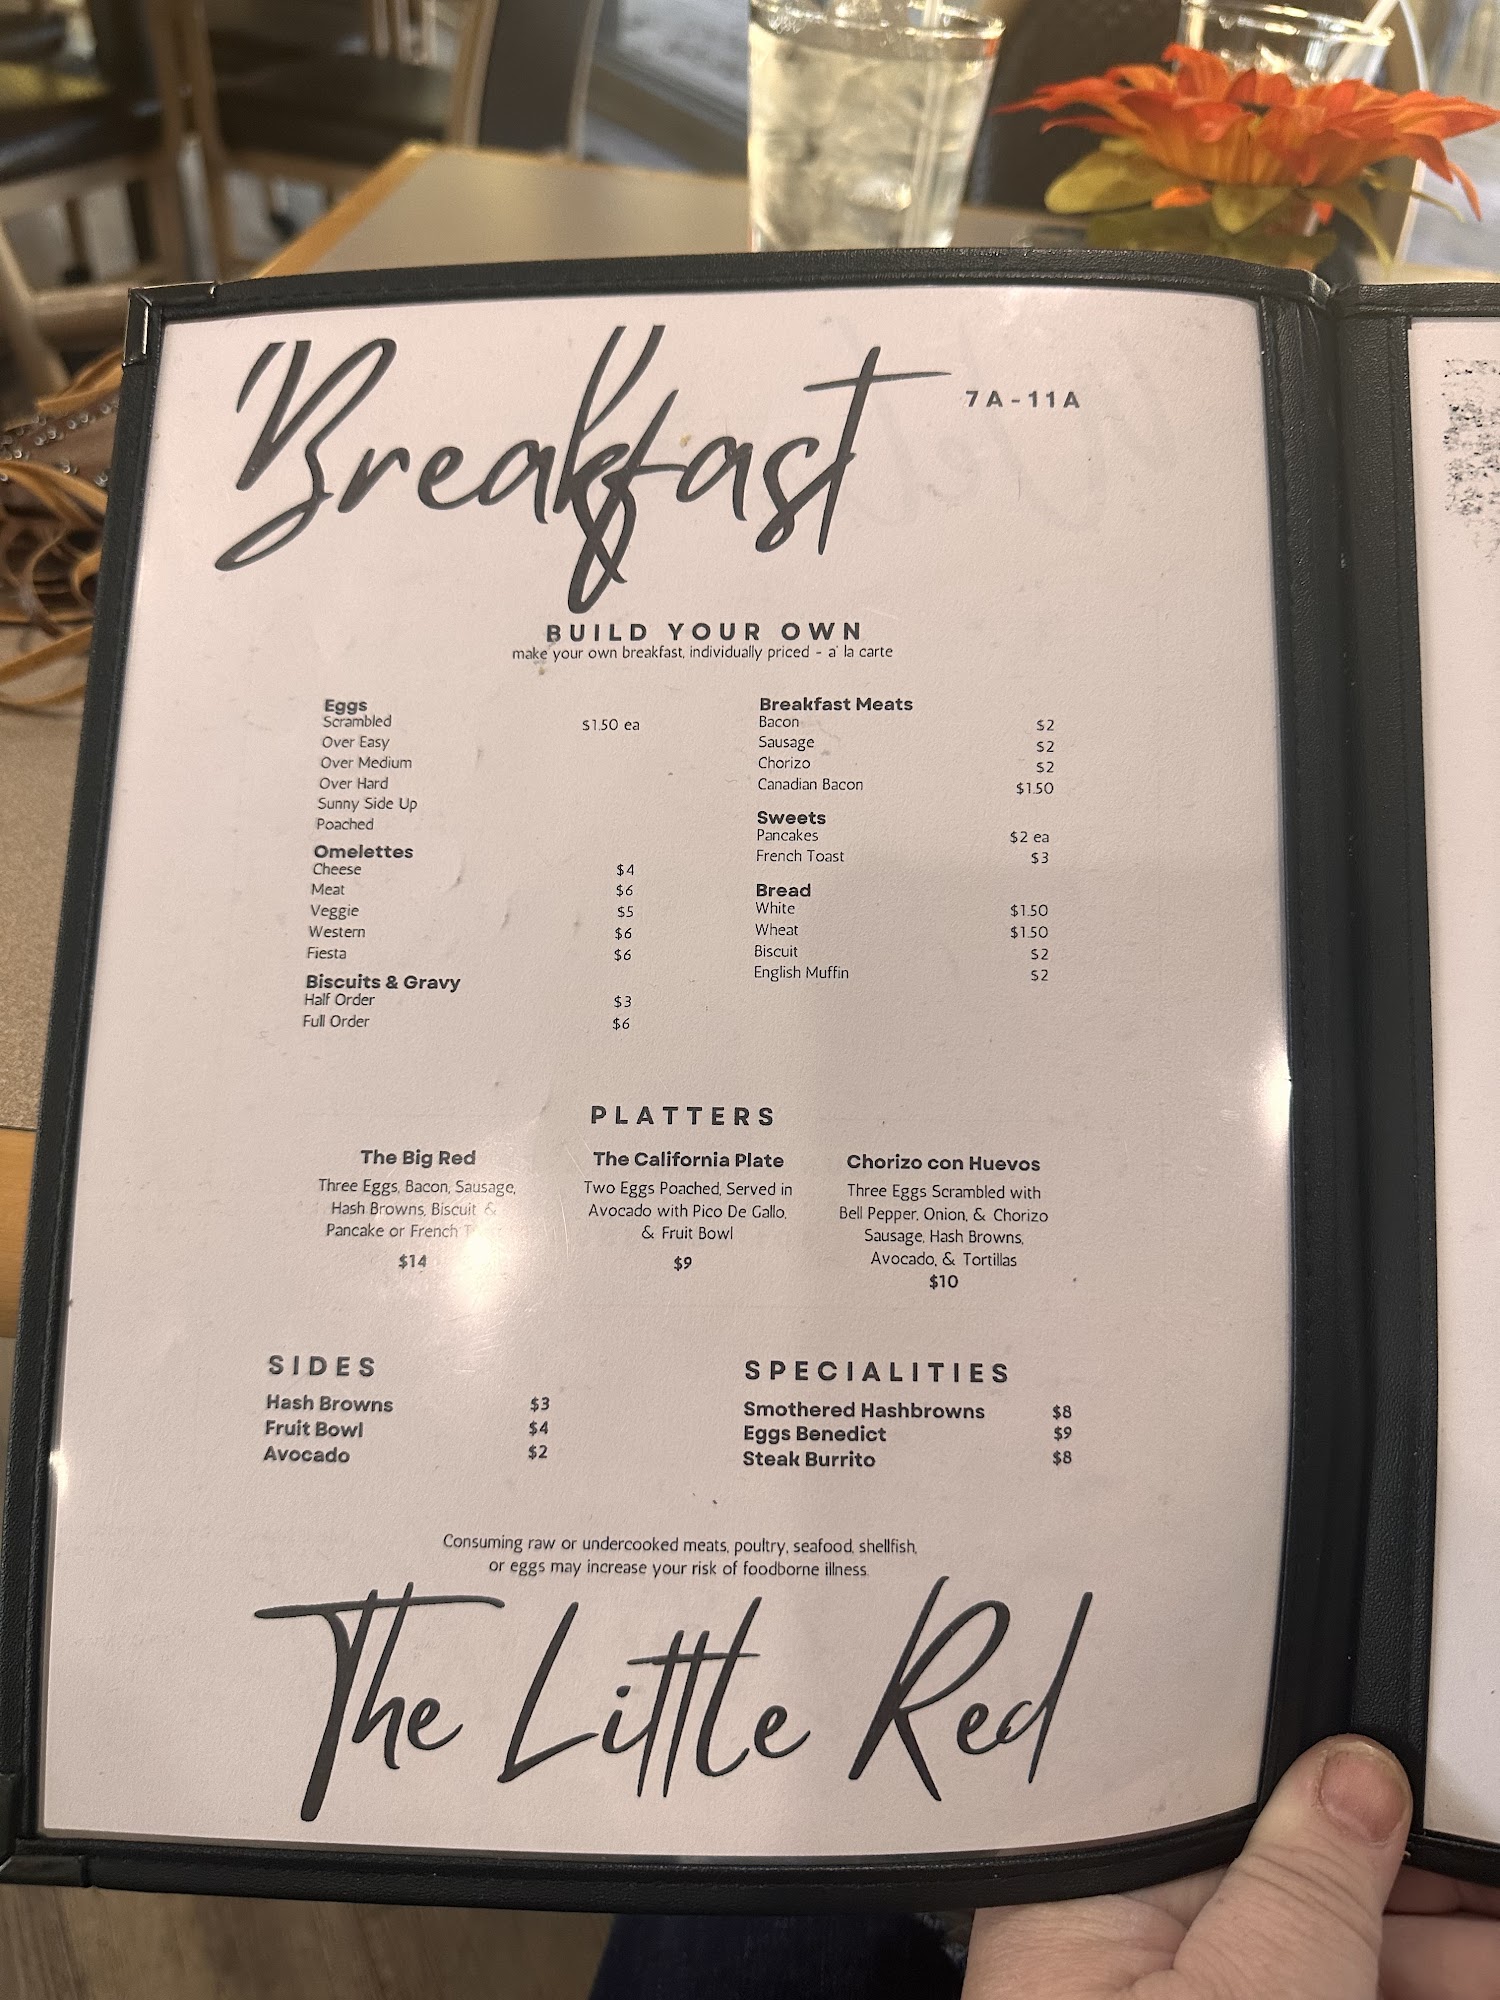 Breakfast
7A-11A
BUILD YOUR OWN
make your own breakfast, individually priced - a' la carte
Eggs
Scrambled $1.50 ea
Over Easy
Over Medium
Over Hard
Sunny Side Up
Poached
Omelettes
Cheese $4
Meat $6
Veggie $5
Western $6
Fiesta $6
Biscuits & Gravy
Half Order $3
Full Order $6
Breakfast Meats
Bacon $2
Sausage $2
Chorizo $2
Canadian Bacon $1.50
Sweets
Pancakes $2 ea
French Toast $3
Bread
White $1.50
Wheat $1.50
Biscuit $2
English Muffin $2
PLATTERS
The Big Red
Three Eggs, Bacon, Sausage,
Hash Browns, Biscuit &
Pancake or French
$14
The California Plate
Two Eggs Poached, Served in
Avocado with Pico De Gallo,
& Fruit Bowl
$9
Chorizo con Huevos
Three Eggs Scrambled with
Bell Pepper, Onion, & Chorizo
Sausage, Hash Browns,
Avocado, & Tortillas
$10
SIDES
Hash Browns $3
Fruit Bowl $4
Avocado $2
SPECIALITIES
Smothered Hashbrowns $8
Eggs Benedict $9
Steak Burrito $8
Consuming raw or undercooked meats, poultry, seafood, shellfish,
or eggs may increase your risk of foodborne illness.
The Little Red